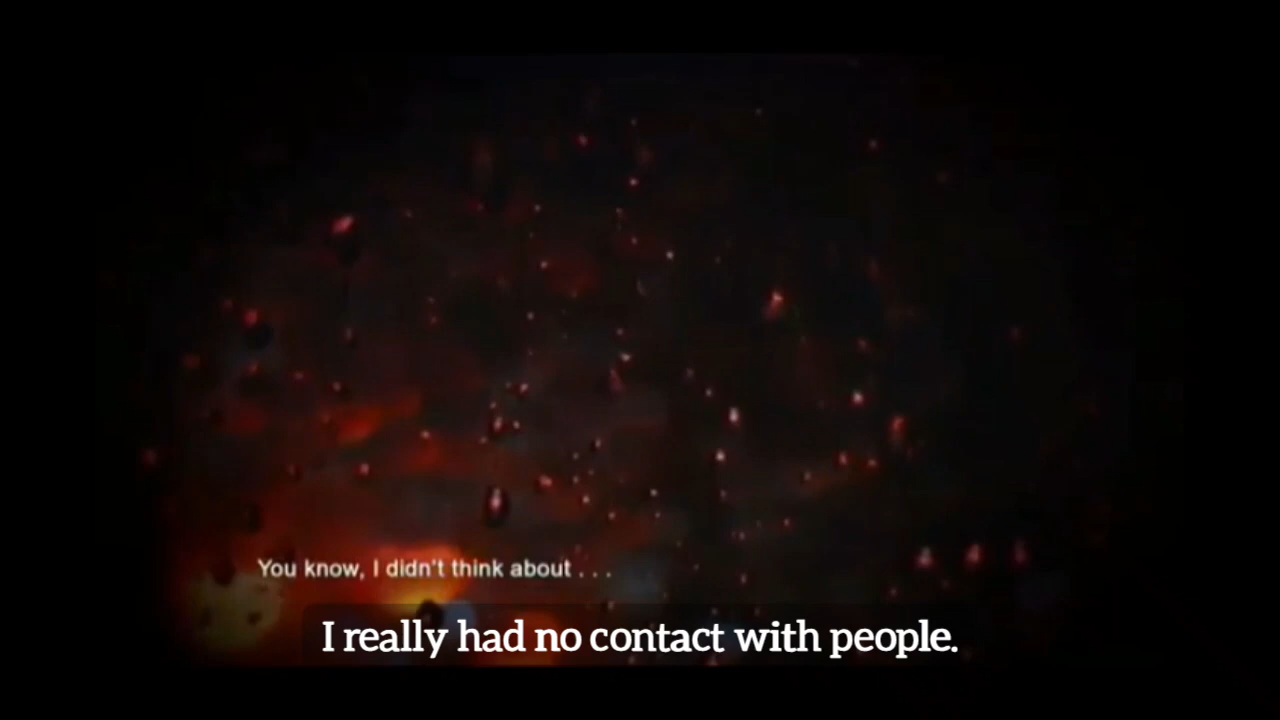 You know, I didn't think about . . .
I really had no contact with people.